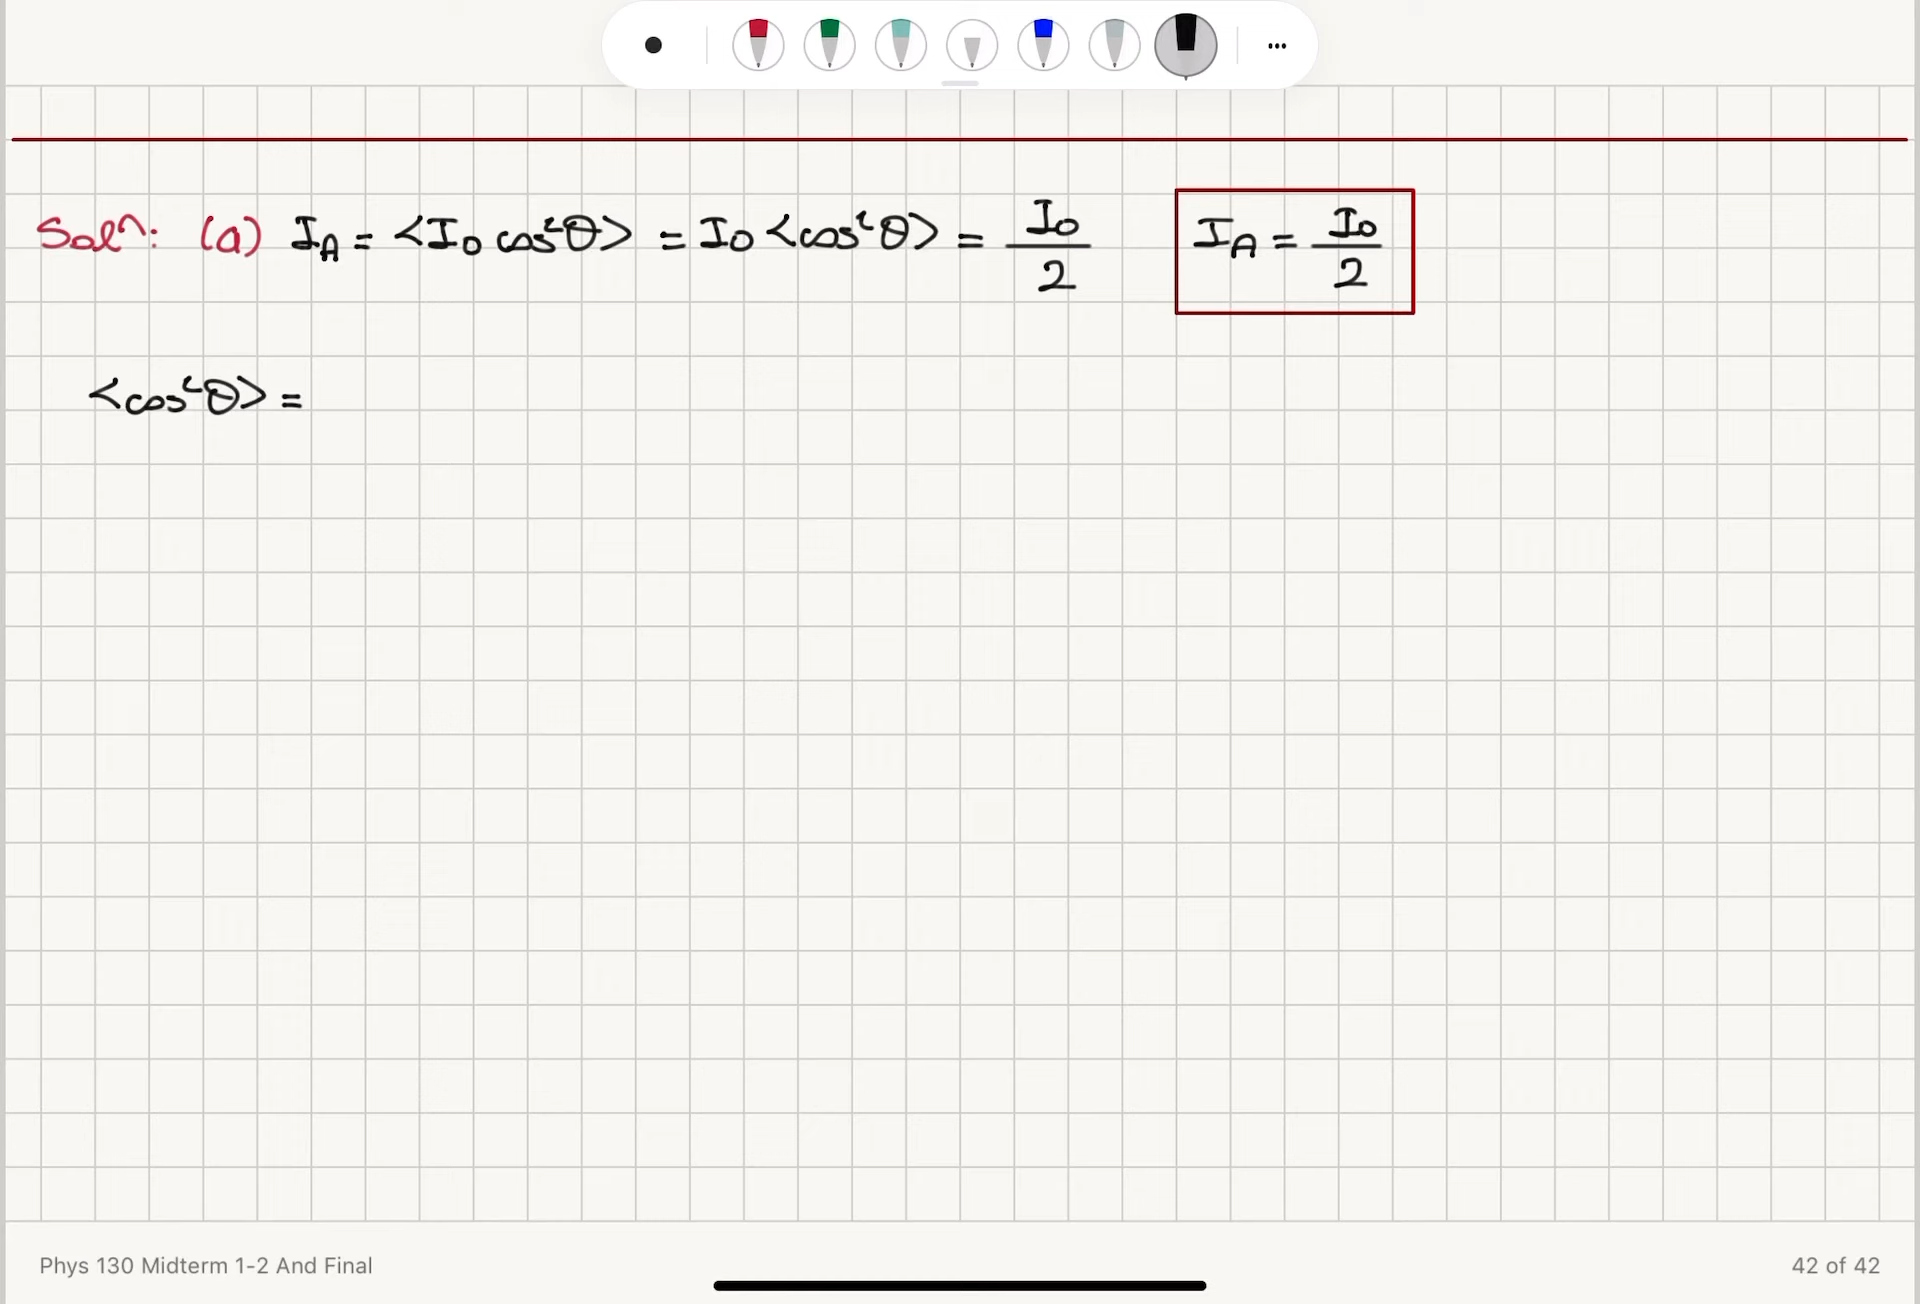 Solⁿ: (a) I_A = <I_0 cos²θ> = I_0 <cos²θ> = I_0/2 I_A = I_0/2
<cos²θ> =
Phys 130 Midterm 1-2 And Final 42 of 42